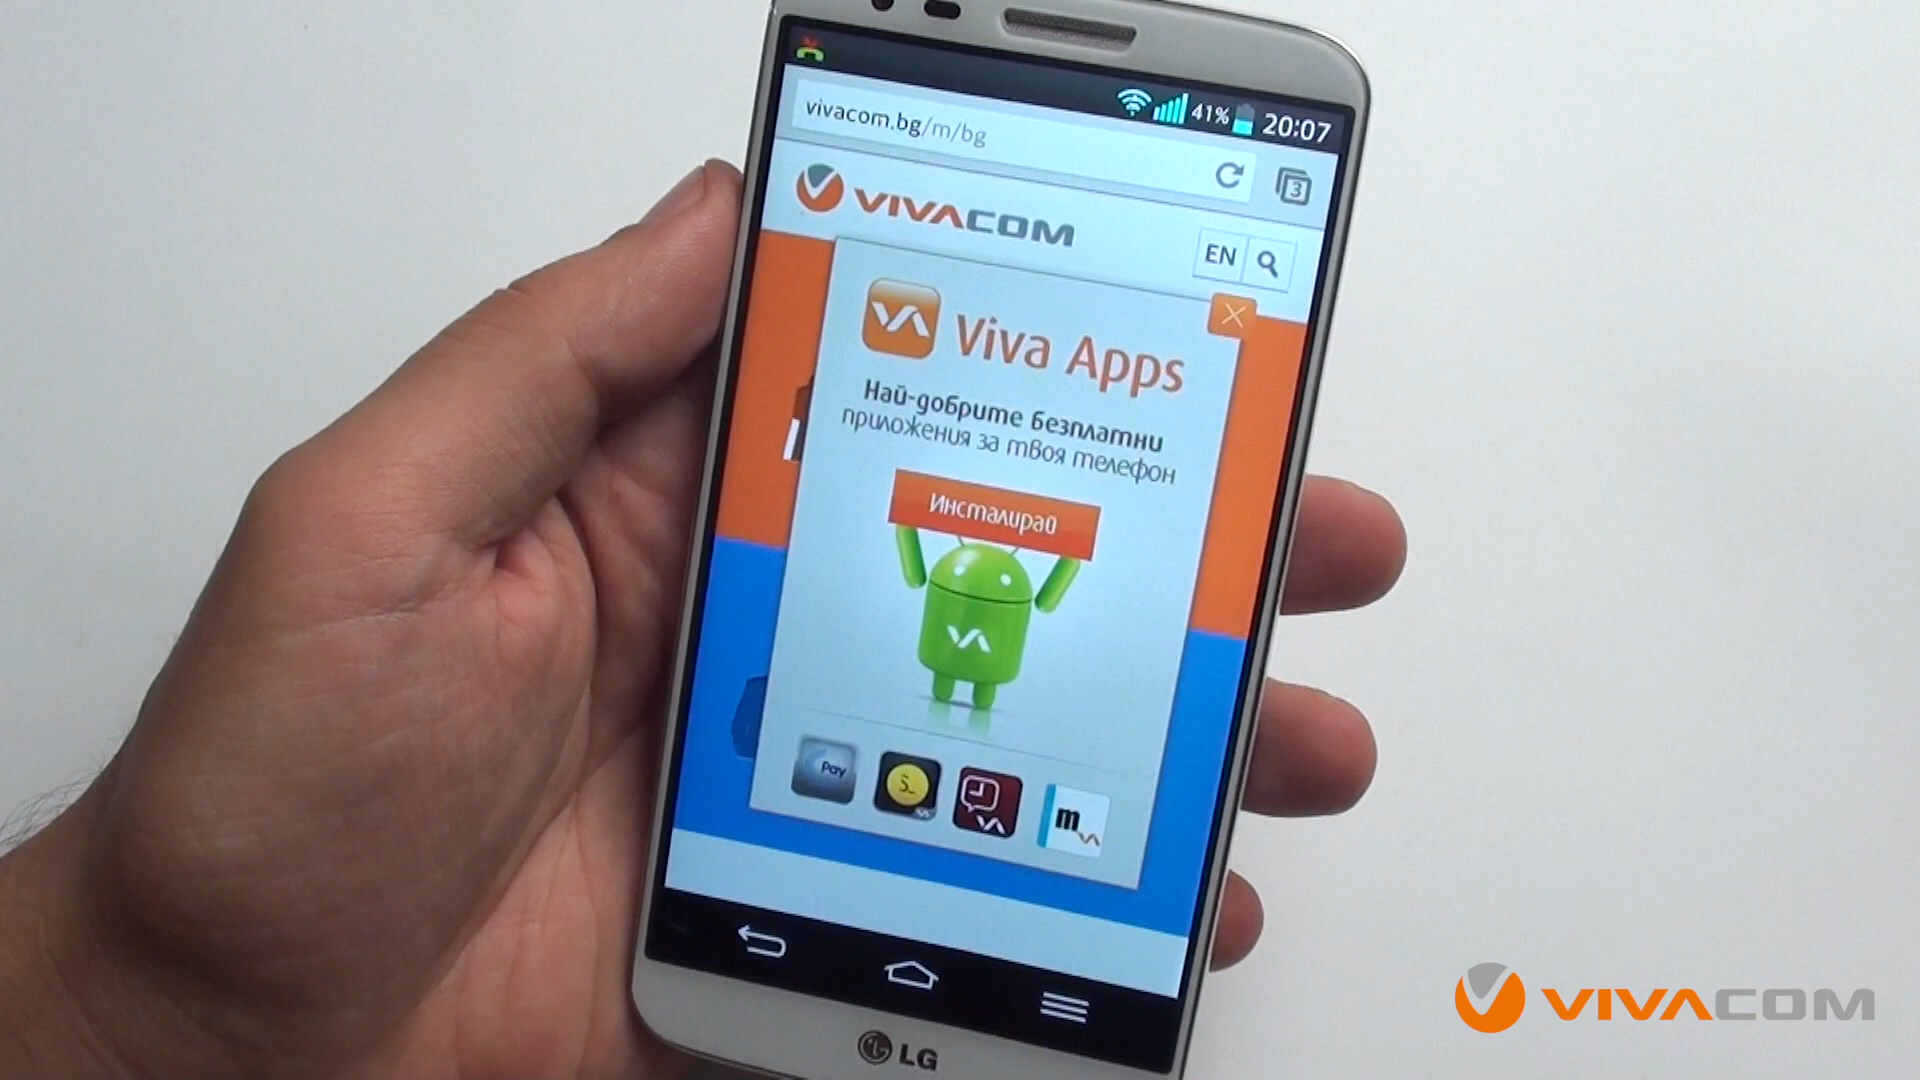 41% 20:07
vivacom.bg/m/bg
3
VIVACOM
EN
Viva Apps
Най-добрите безплатни
приложения за твоя телефон
Инсталирай
Pay
m
LG
VIVACOM